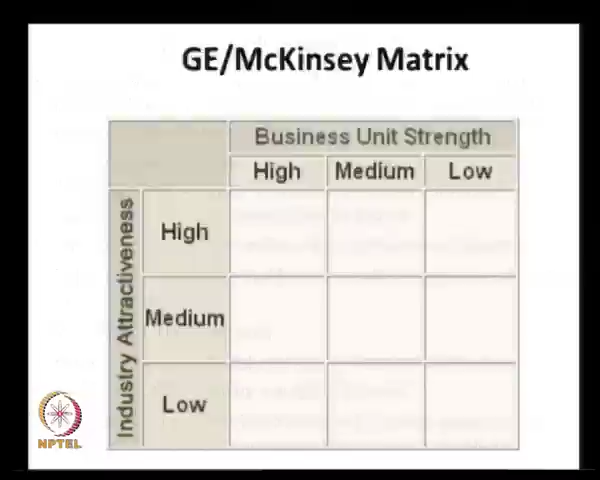 GE/McKinsey Matrix
Business Unit Strength
High Medium Low
Industry Attractiveness
High
Medium
Low
NPTEL